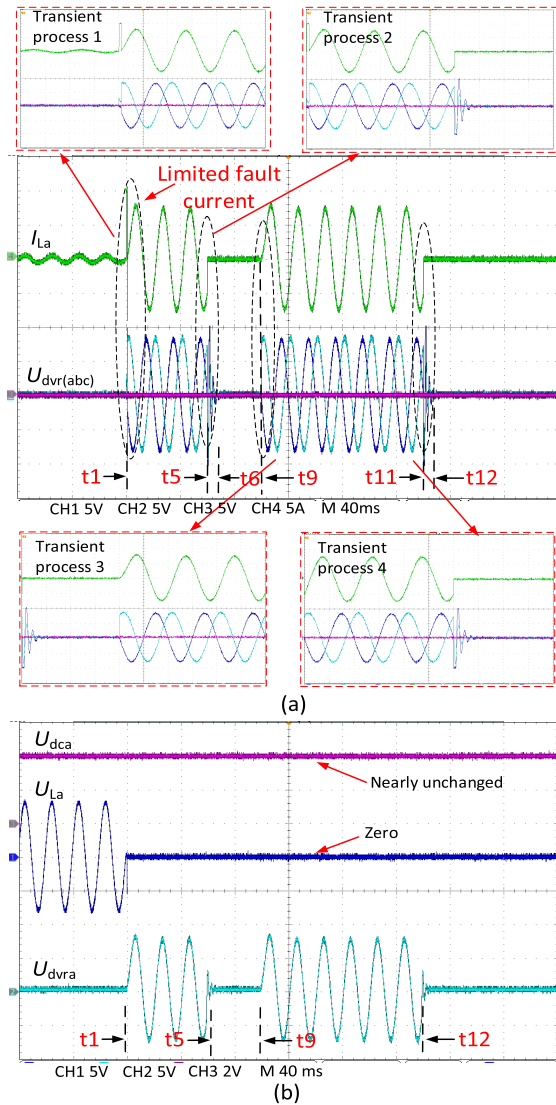 Transient
process 1
Transient
process 2
Limited fault
current
ILa
Udvr(abc)
t1
t5
t6
t9
t11
t12
CH1 5V CH2 5V CH3 5V CH4 5A M 40ms
Transient
process 3
Transient
process 4
(a)
Udca
Nearly unchanged
ULa
Zero
Udvra
t1
t5
t9
t12
CH1 5V CH2 5V CH3 2V M 40 ms
(b)